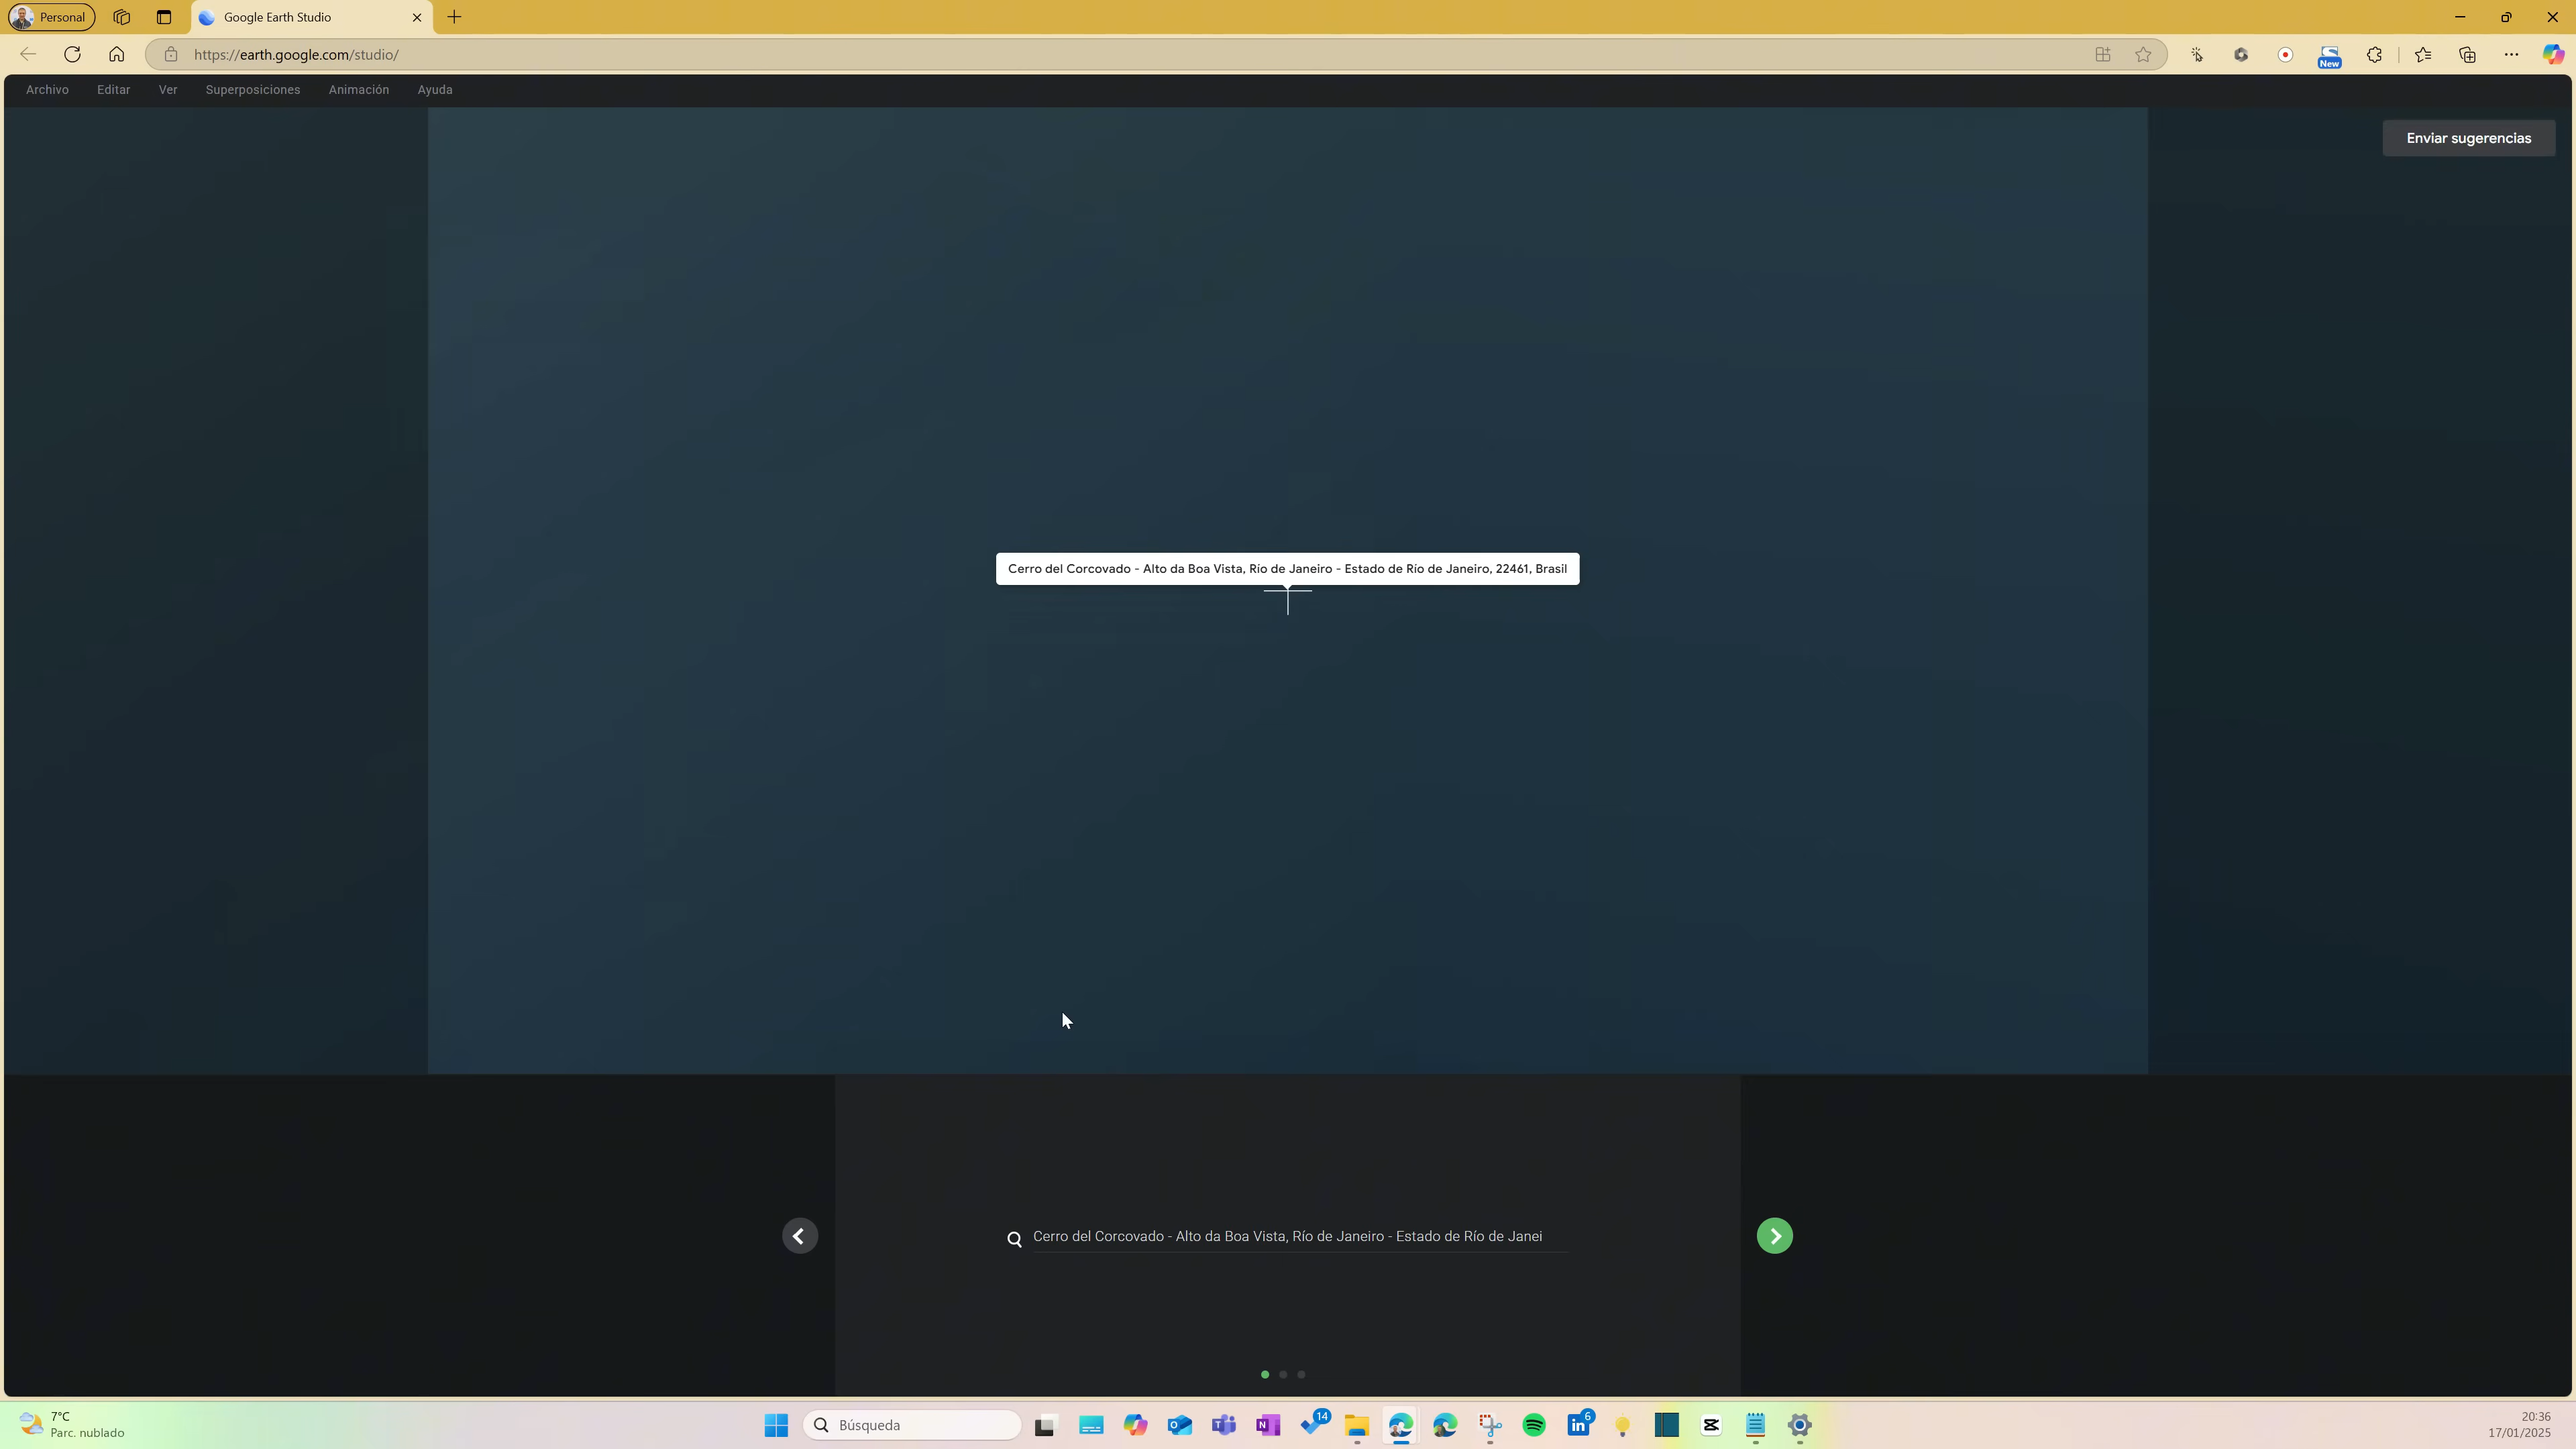 Personal
Google Earth Studio
https://earth.google.com/studio/
New
Archivo Editar Ver Superposiciones Animación Ayuda
Enviar sugerencias
Cerro del Corcovado - Alto da Boa Vista, Río de Janeiro - Estado de Río de Janeiro, 22461, Brasil
Cerro del Corcovado - Alto da Boa Vista, Río de Janeiro - Estado de Río de Janei
7°C
Parc. nublado
Búsqueda
14
6
20:36
17/01/2025